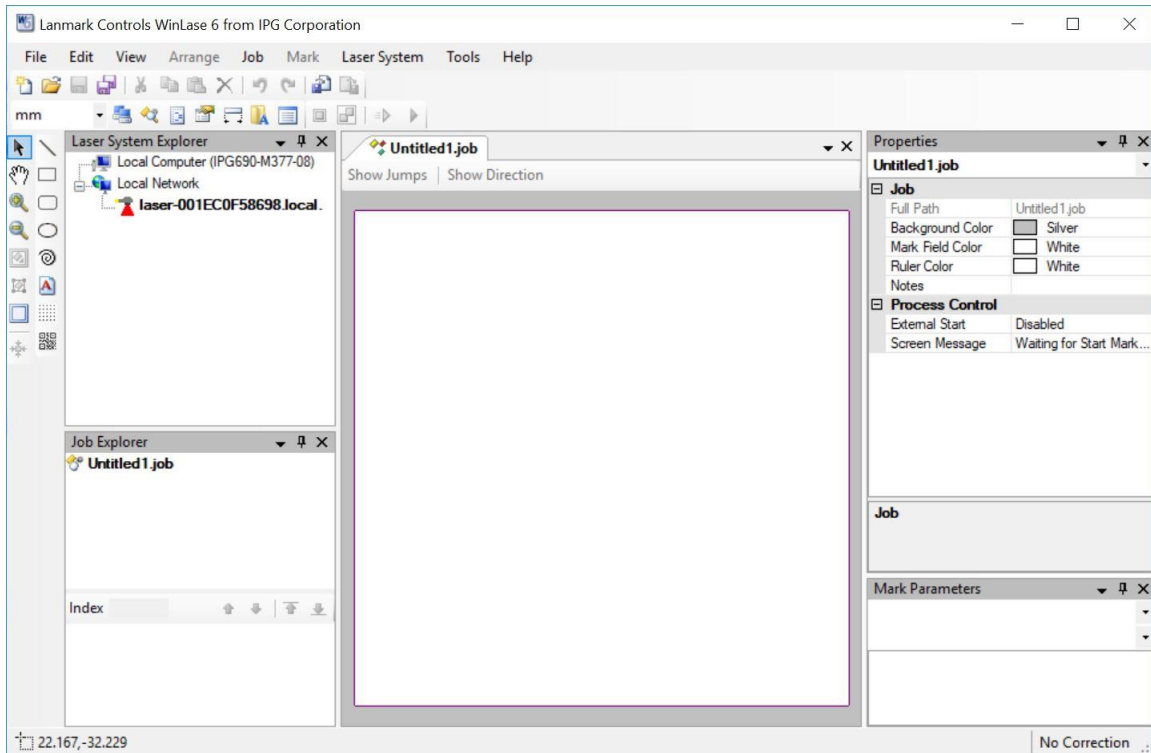 Lanmark Controls WinLase 6 from IPG Corporation
File Edit View Arrange Job Mark Laser System Tools Help
mm
Laser System Explorer
Local Computer (IPG690-M377-08)
Local Network
laser-001EC0F58698.local.
Job Explorer
Untitled1.job
Index
Untitled1.job
Show Jumps Show Direction
Properties
Untitled1.job
Job
Full Path Untitled1.job
Background Color Silver
Mark Field Color White
Ruler Color White
Notes
Process Control
External Start Disabled
Screen Message Waiting for Start Mark...
Job
Mark Parameters
22.167,-32.229
No Correction